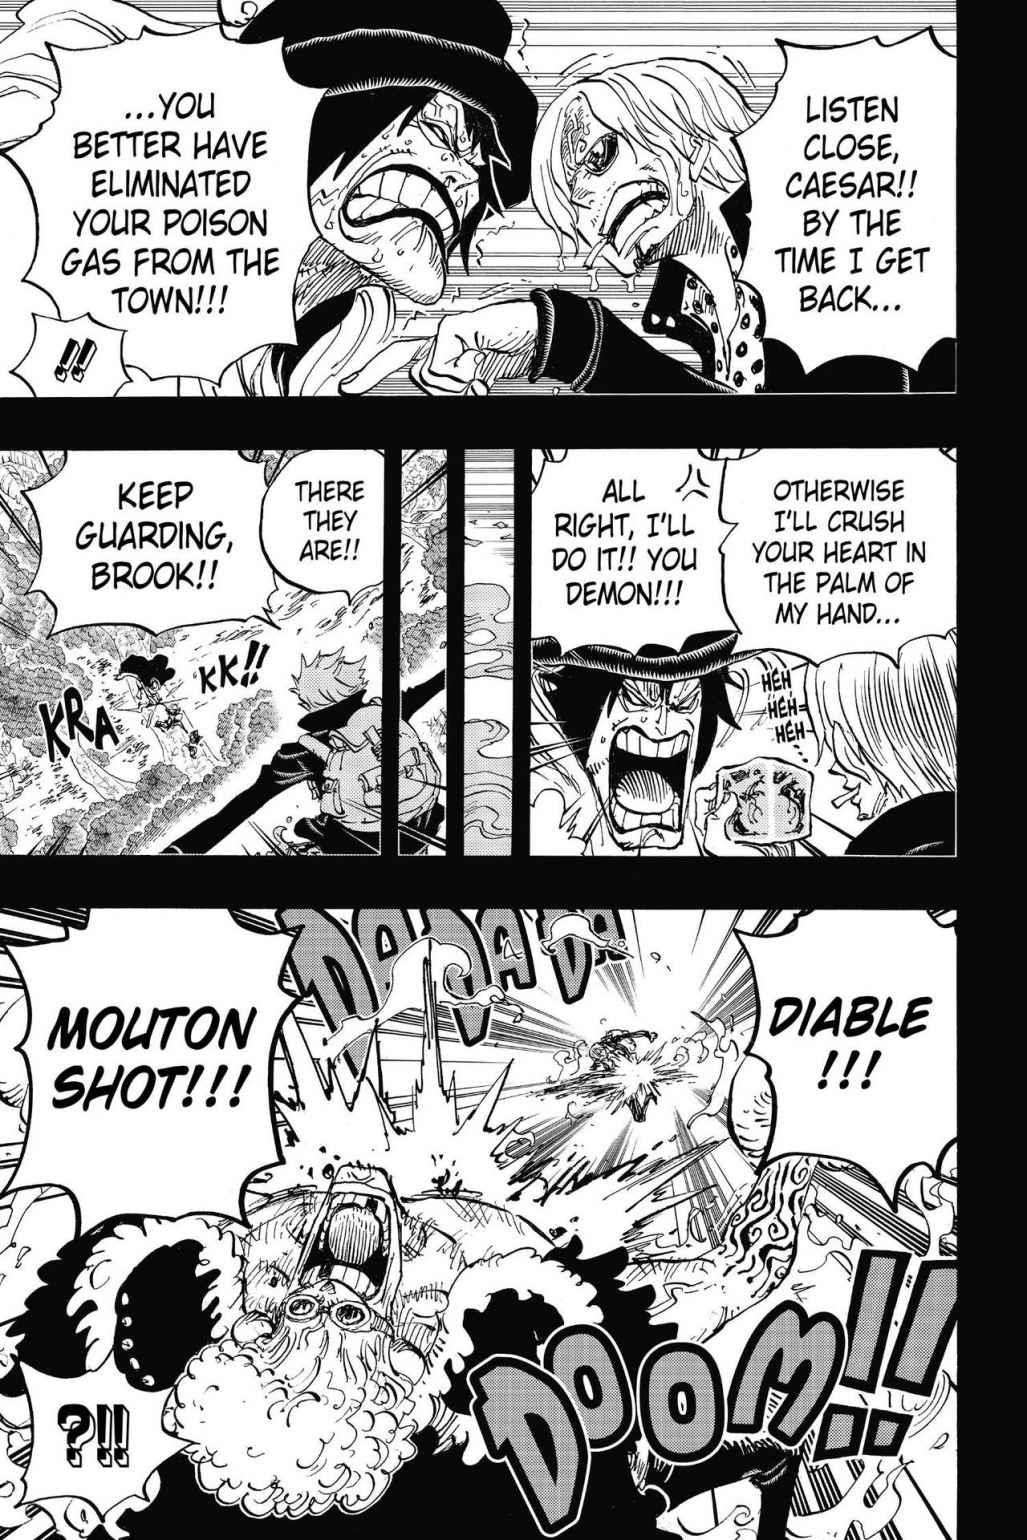 LISTEN
CLOSE,
CAESAR!!
BY THE
TIME I GET
BACK...
...YOU
BETTER HAVE
ELIMINATED
YOUR POISON
GAS FROM THE
TOWN!!!
!!
OTHERWISE
I'LL CRUSH
YOUR HEART IN
THE PALM OF
MY HAND...
ALL
RIGHT, I'LL
DO IT!! YOU
DEMON!!!
HEH
HEH-
HEH-
THERE
THEY
ARE!!
KEEP
GUARDING,
BROOK!!
KRA
KK!!
DIABLE
!!!
DADADADA
MOUTON
SHOT!!!
DOOM!!
?!!